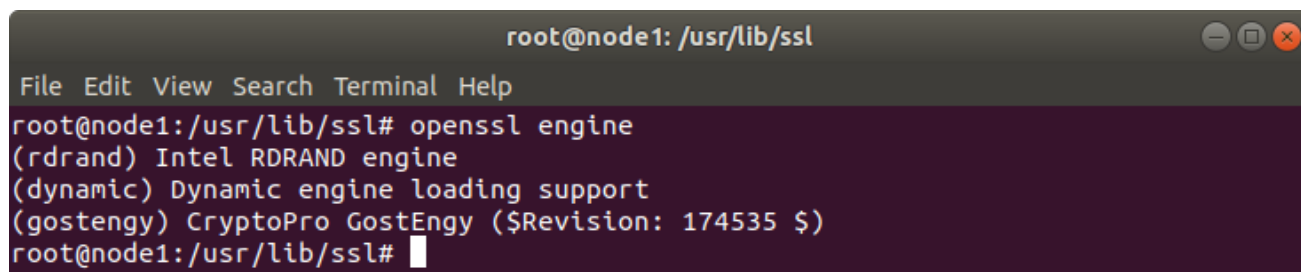 root@node1: /usr/lib/ssl
File Edit View Search Terminal Help
root@node1:/usr/lib/ssl# openssl engine
(rdrand) Intel RDRAND engine
(dynamic) Dynamic engine loading support
(gostengy) CryptoPro GostEngy ($Revision: 174535 $)
root@node1:/usr/lib/ssl#